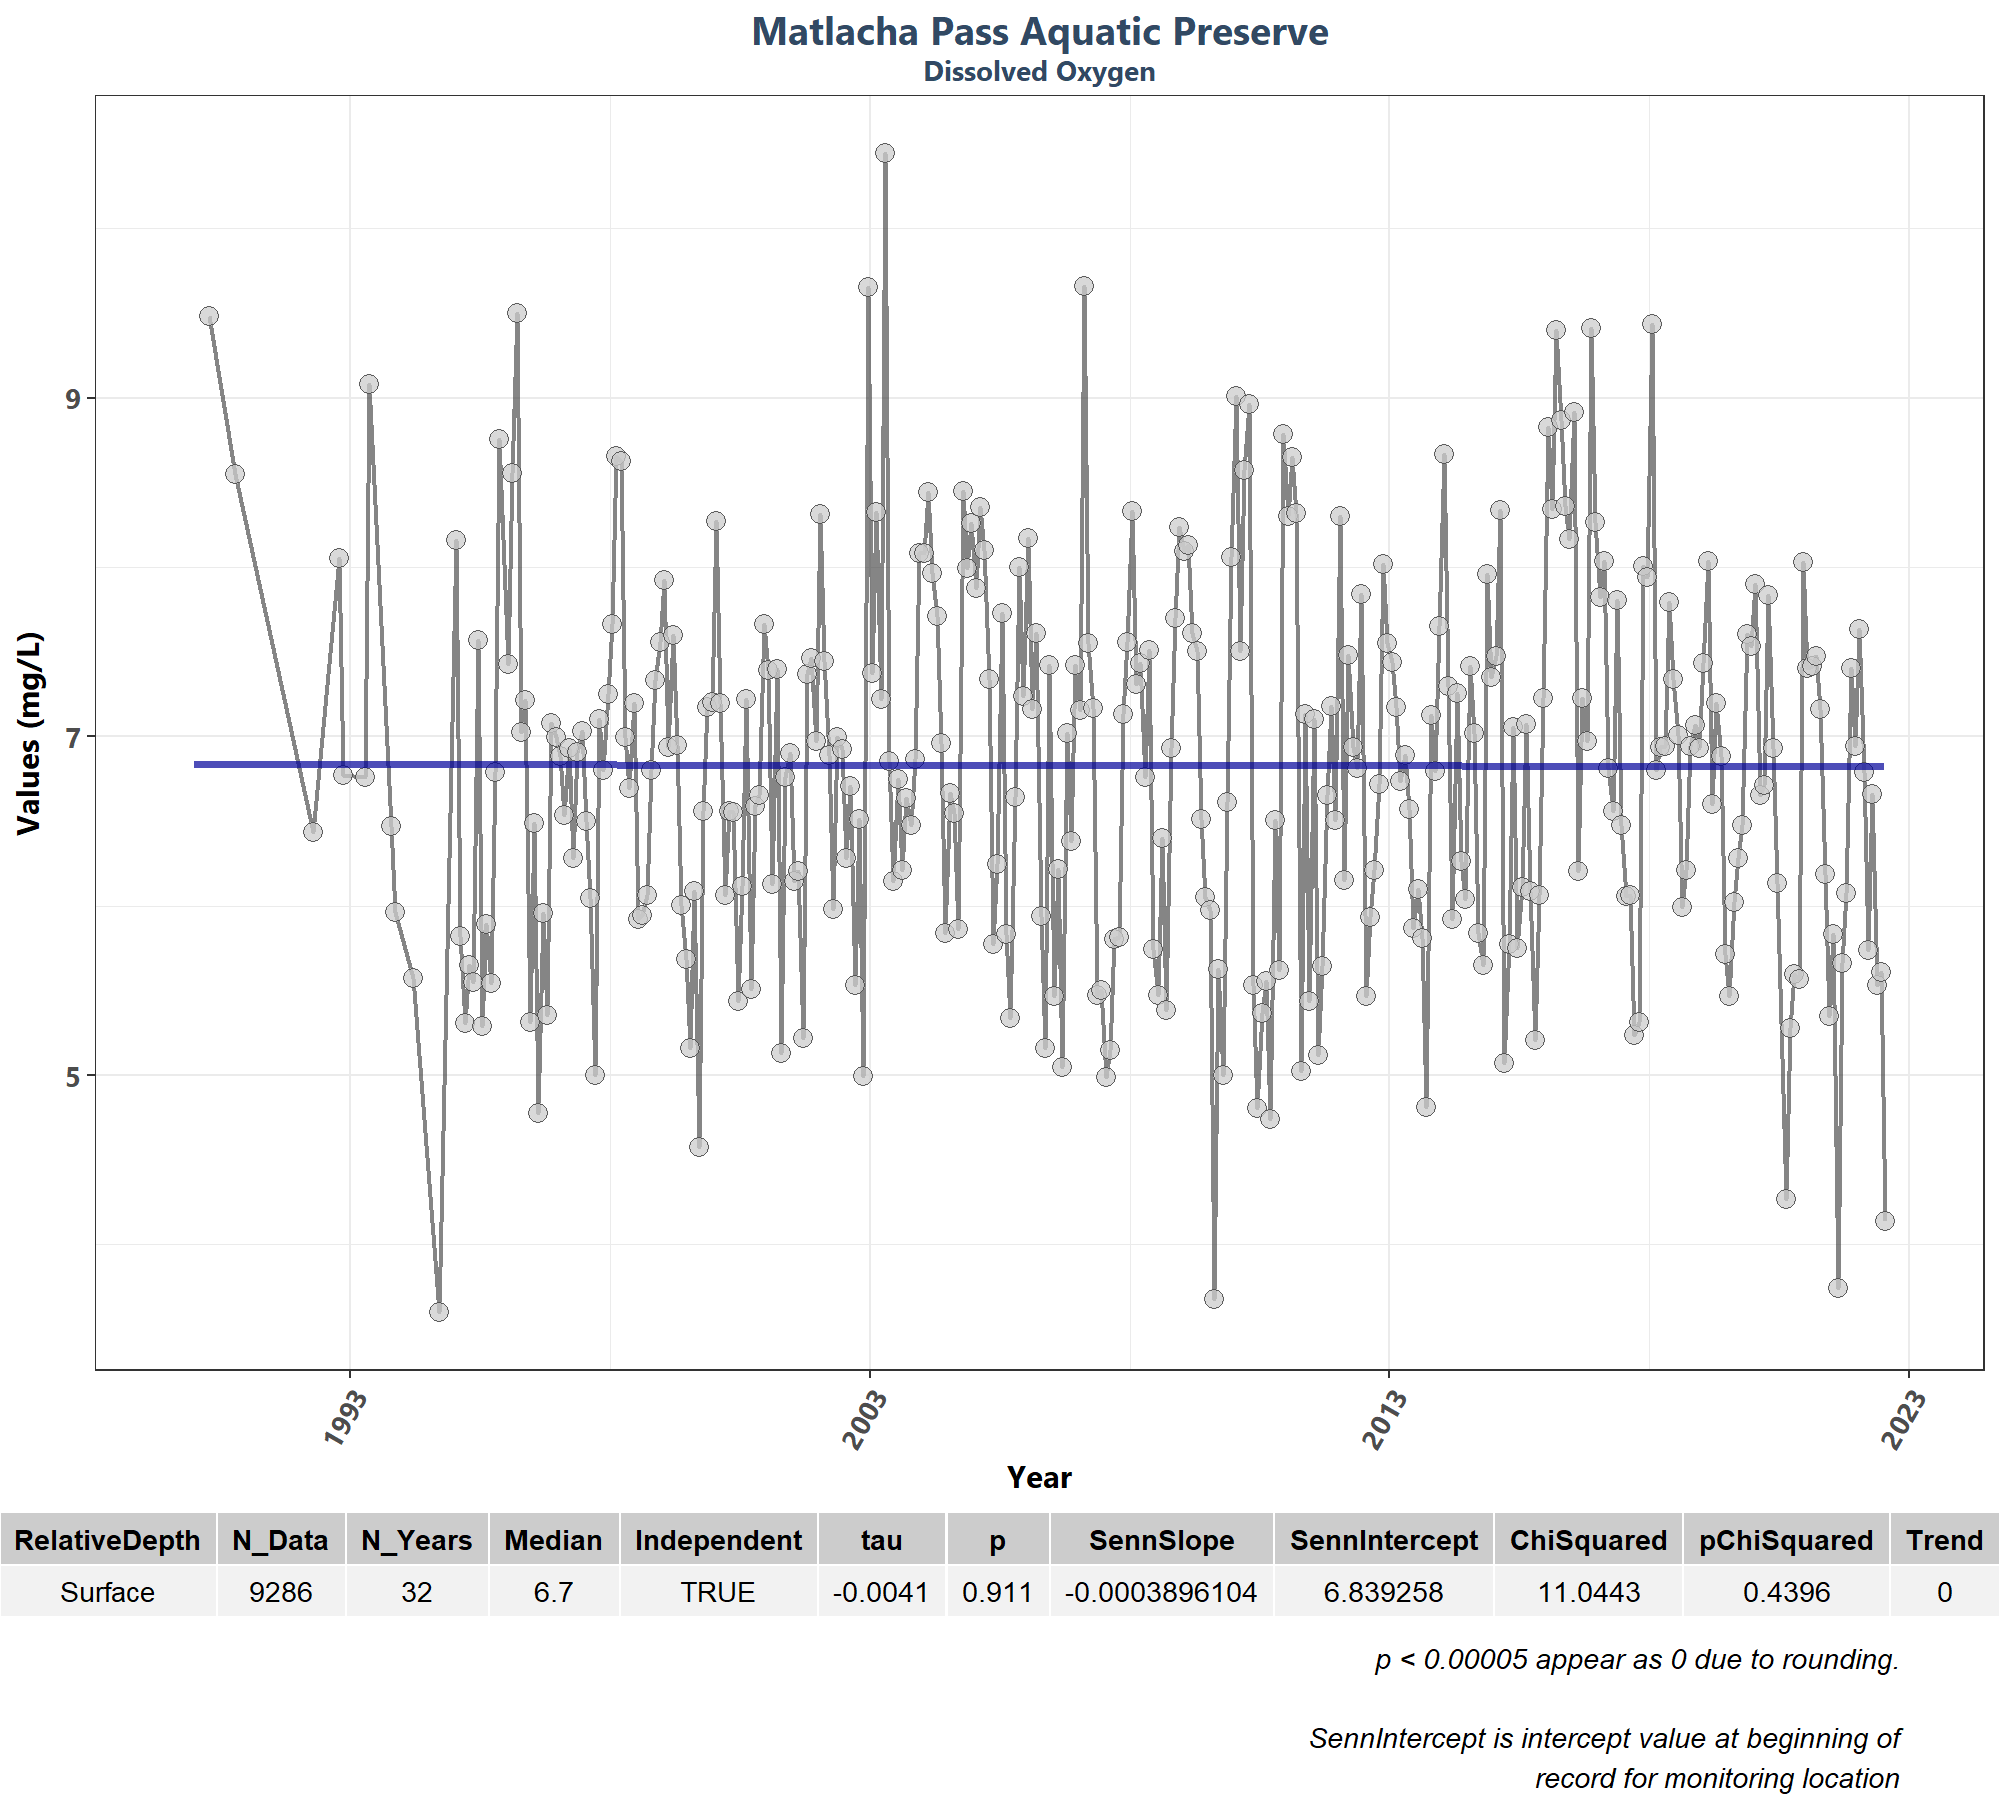 Matlacha Pass Aquatic Preserve
Dissolved Oxygen
Values (mg/L)
9
7
5
1993 2003 2013 2023
Year
RelativeDepth N_Data N_Years Median Independent tau p SennSlope SennIntercept ChiSquared pChiSquared Trend
Surface 9286 32 6.7 TRUE -0.0041 0.911 -0.0003896104 6.839258 11.0443 0.4396 0
p < 0.00005 appear as 0 due to rounding.
SennIntercept is intercept value at beginning of
record for monitoring location